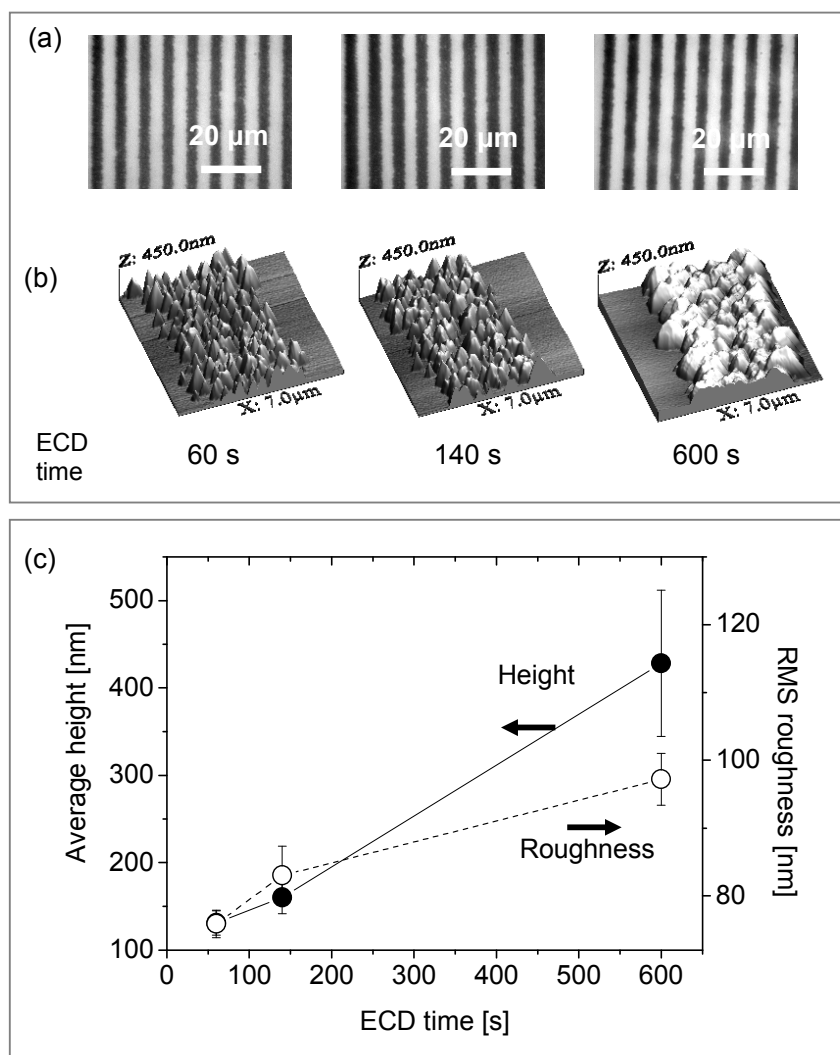 (a)
20 µm
20 µm
20 µm
(b)
Z: 450.0nm
X: 7.0µm
Z: 450.0nm
X: 7.0µm
Z: 450.0nm
X: 7.0µm
ECD
time
60 s
140 s
600 s
(c)
Average height [nm]
500
400
300
200
100
0
100
200
300
400
500
600
ECD time [s]
Height
Roughness
120
100
80
RMS roughness
[nm]